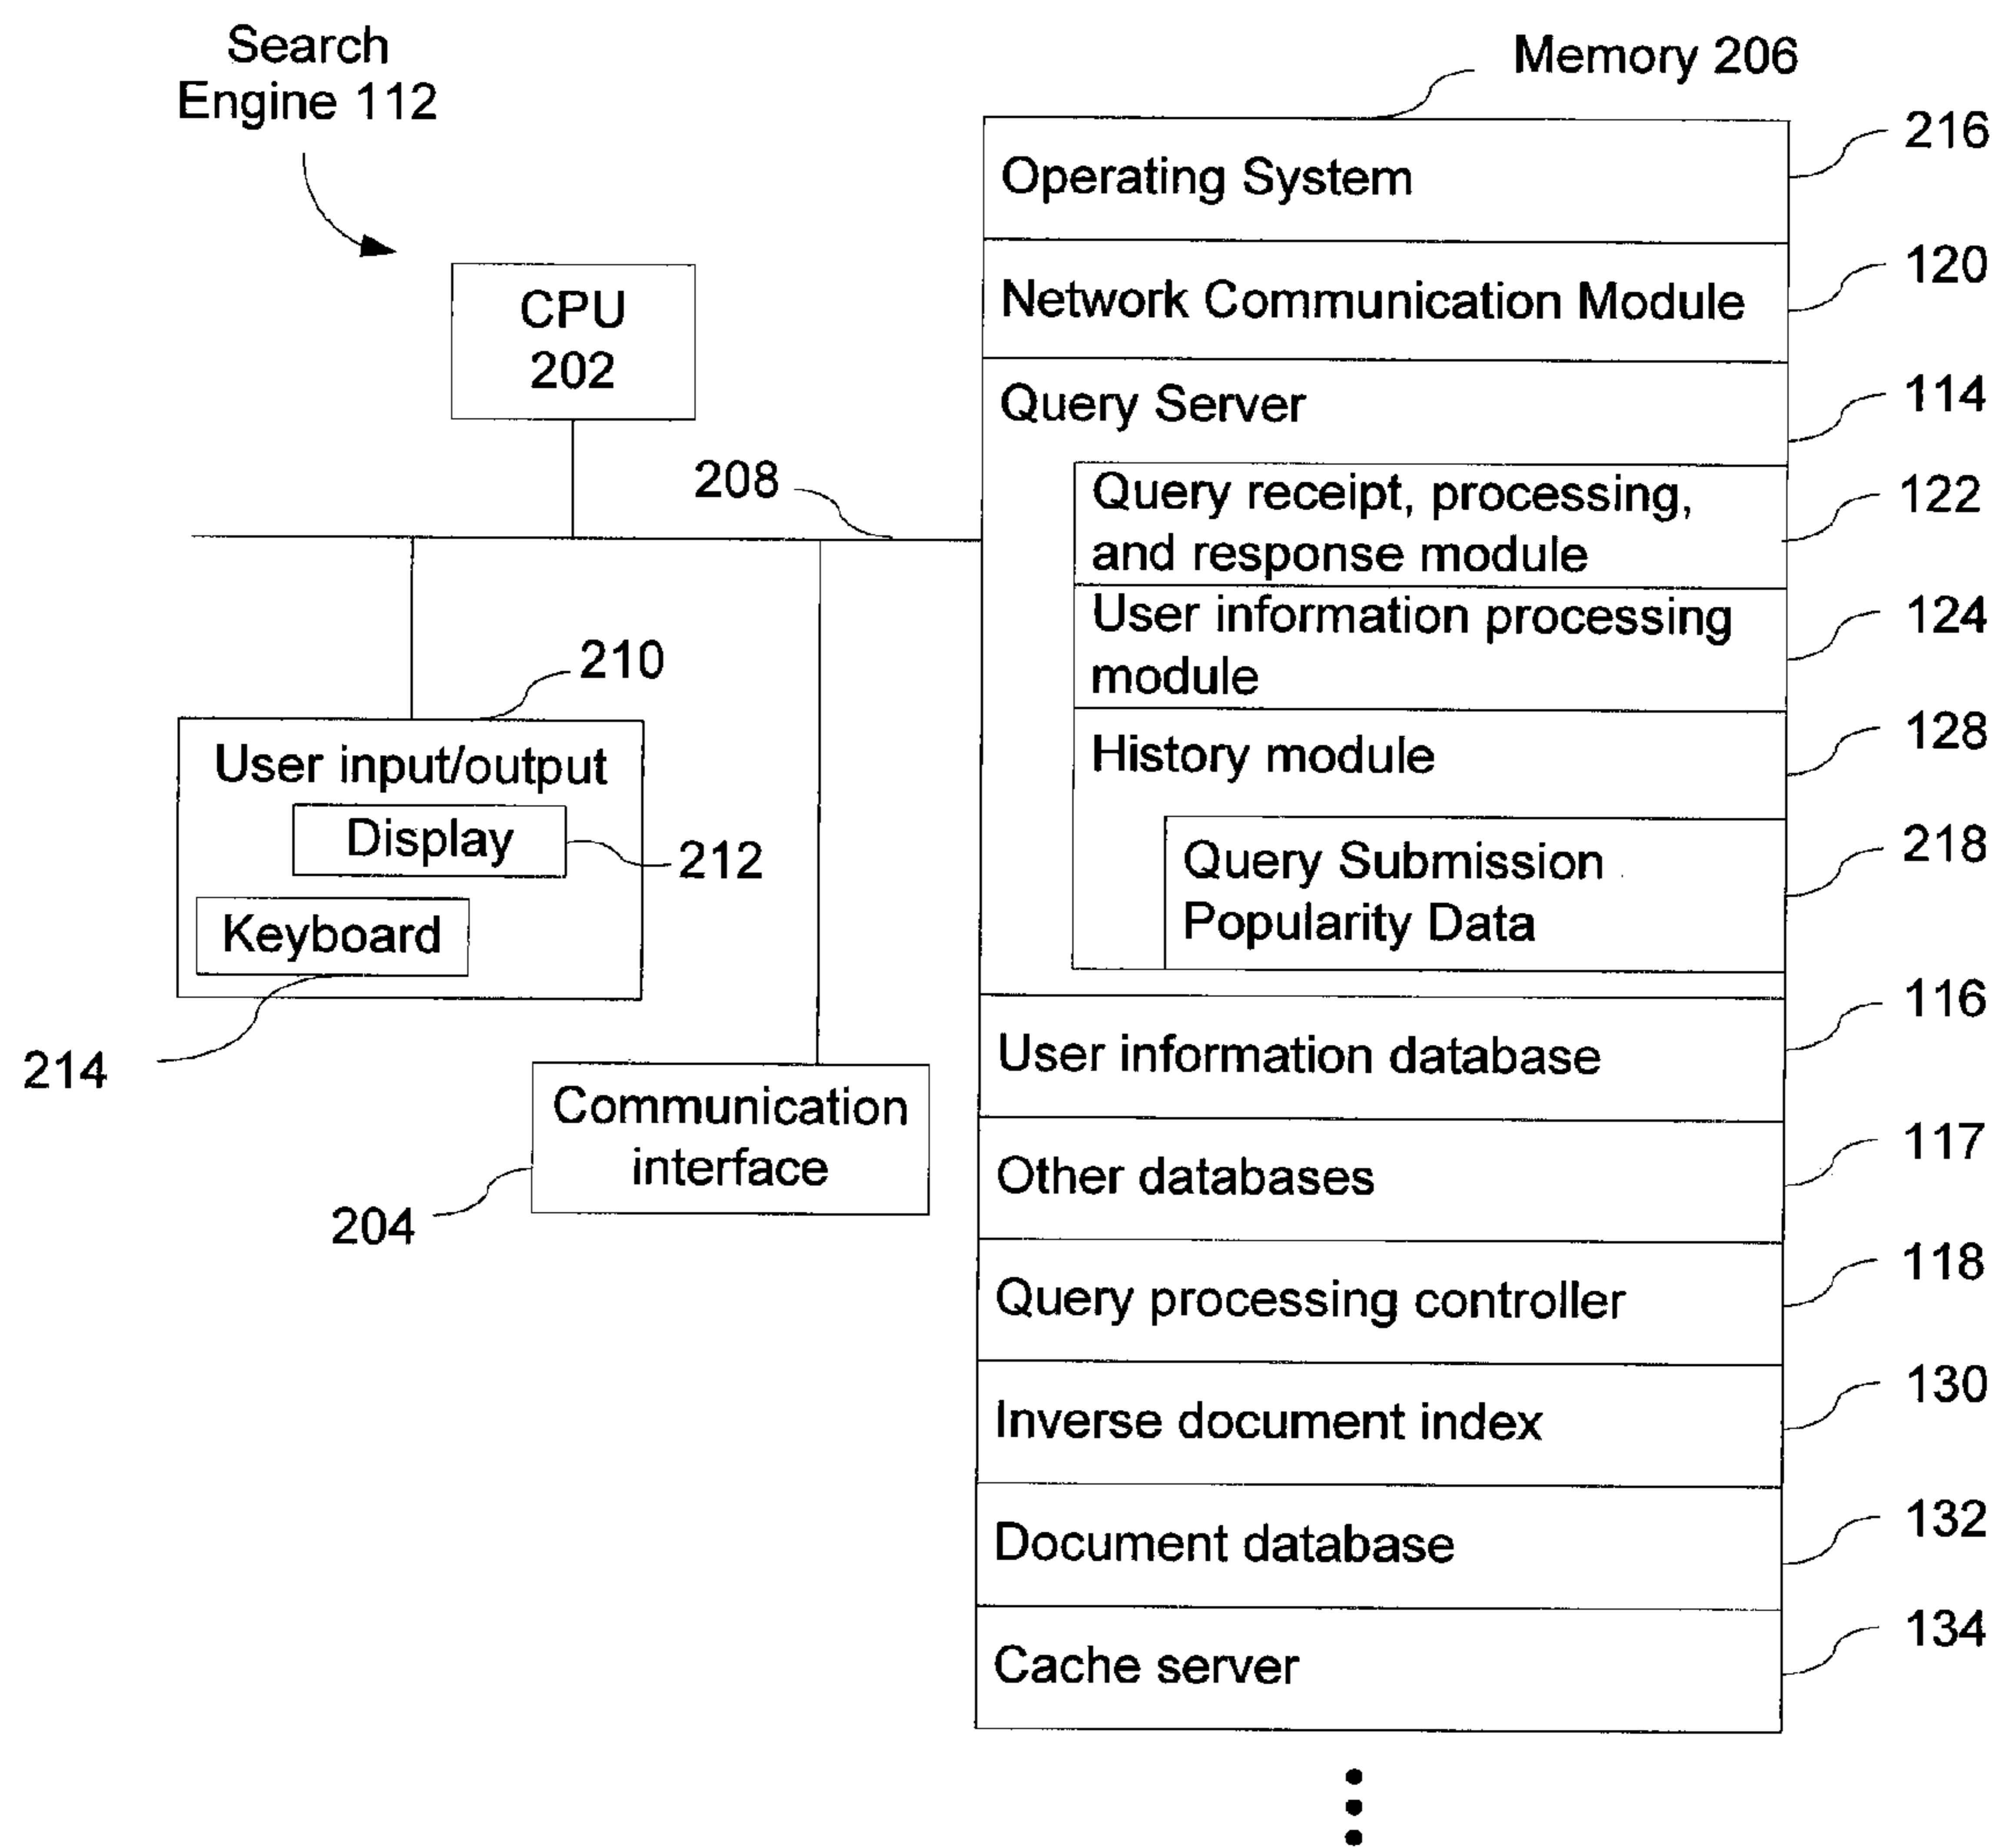 Search
Engine 112
CPU
202
208
210
User input/output
Display
212
Keyboard
214
Communication
interface
204
Memory 206
Operating System
216
Network Communication Module
120
Query Server
114
Query receipt, processing,
and response module
122
User information processing
module
124
History module
128
Query Submission
Popularity Data
218
User information database
116
Other databases
117
Query processing controller
118
Inverse document index
130
Document database
132
Cache server
134